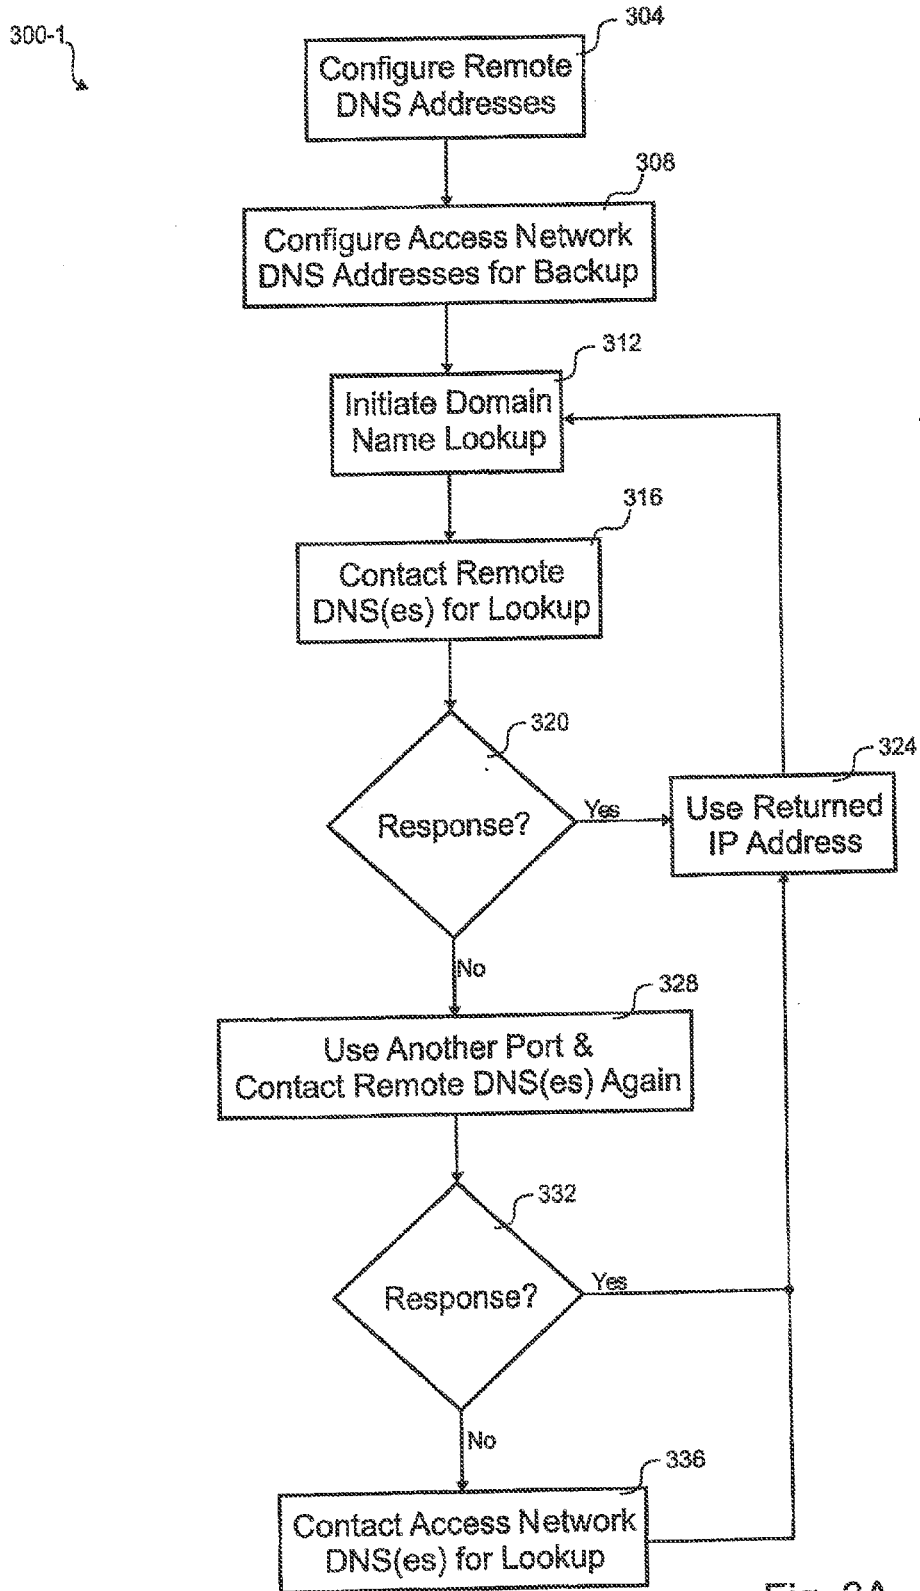 300-1
304
Configure Remote
DNS Addresses
308
Configure Access Network
DNS Addresses for Backup
312
Initiate Domain
Name Lookup
316
Contact Remote
DNS(es) for Lookup
320
Response?
Yes
324
Use Returned
IP Address
No
328
Use Another Port &
Contact Remote DNS(es) Again
332
Response?
Yes
No
336
Contact Access Network
DNS(es) for Lookup